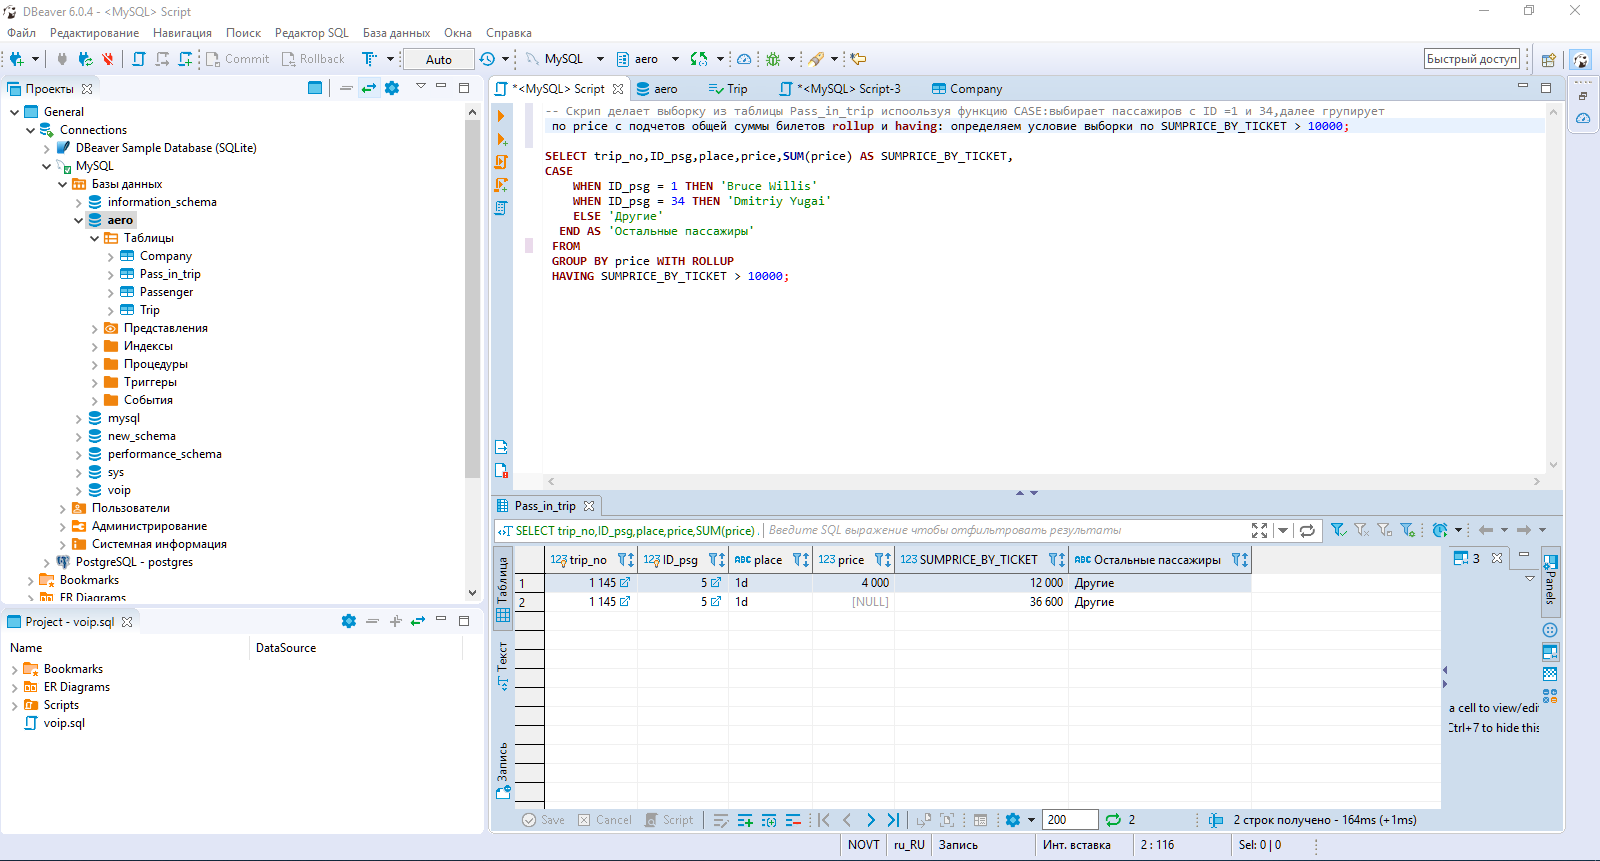 DBeaver 6.0.4 - <MySQL> Script
Файл Редактирование Навигация Поиск Редактор SQL База данных Окна Справка
Commit Rollback Auto MySQL aero Быстрый доступ
Проекты
General
Connections
DBeaver Sample Database (SQLite)
MySQL
Базы данных
information_schema
aero
Таблицы
Company
Pass_in_trip
Passenger
Trip
Представления
Индексы
Процедуры
Триггеры
События
mysql
new_schema
performance_schema
sys
voip
Пользователи
Администрирование
Системная информация
PostgreSQL - postgres
Bookmarks
ER Diagrams
Project - voip.sql
Name DataSource
Bookmarks
ER Diagrams
Scripts
voip.sql
*<MySQL> Script aero Trip *<MySQL> Script-3 Company
-- Скрип делает выборку из таблицы Pass_in_trip используя функцию CASE:выбирает пассажиров с ID =1 и 34,далее групирует
по price с подчетов общей суммы билетов rollup и having: определяем условие выборки по SUMPRICE_BY_TICKET > 10000;
SELECT trip_no,ID_psg,place,price,SUM(price) AS SUMPRICE_BY_TICKET,
CASE
WHEN ID_psg = 1 THEN 'Bruce Willis'
WHEN ID_psg = 34 THEN 'Dmitriy Yugai'
ELSE 'Другие'
END AS 'Остальные пассажиры'
FROM
GROUP BY price WITH ROLLUP
HAVING SUMPRICE_BY_TICKET > 10000;
Pass_in_trip
SELECT trip_no,ID_psg,place,price,SUM(price) . Введите SQL выражение чтобы отфильтровать результаты
Таблица
Текст
Запись
123 trip_no 123 ID_psg ABC place 123 price 123 SUMPRICE_BY_TICKET ABC Остальные пассажиры
1 1 145 5 1d 4 000 12 000 Другие
2 1 145 5 1d [NULL] 36 600 Другие
3
Panels
a cell to view/edi
Ctrl+7 to hide this
Save Cancel Script 200 2 2 строк получено - 164ms (+1ms)
NOVT ru_RU Запись Инт. вставка 2 : 116 Sel: 0 | 0